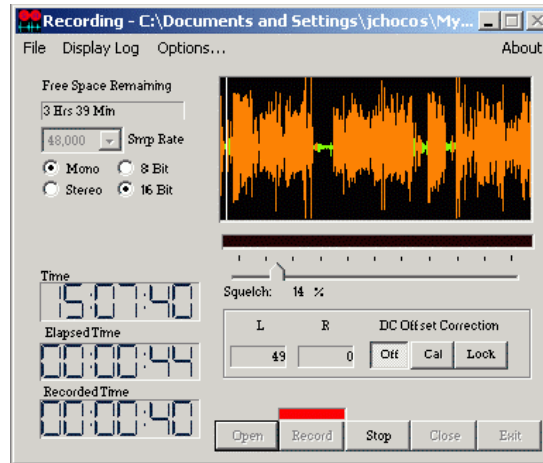 Recording - C:\Documents and Settings\jchocos\My...
File Display Log Options... About
Free Space Remaining
3 Hrs 39 Min
48,000 Smp Rate
Mono 8 Bit
Stereo 16 Bit
Time
15:07:40
Squelch: 14 %
Elapsed Time
00:00:44
L R DC Offset Correction
49 0 Off Cal Lock
Recorded Time
00:00:40
Open Record Stop Close Exit